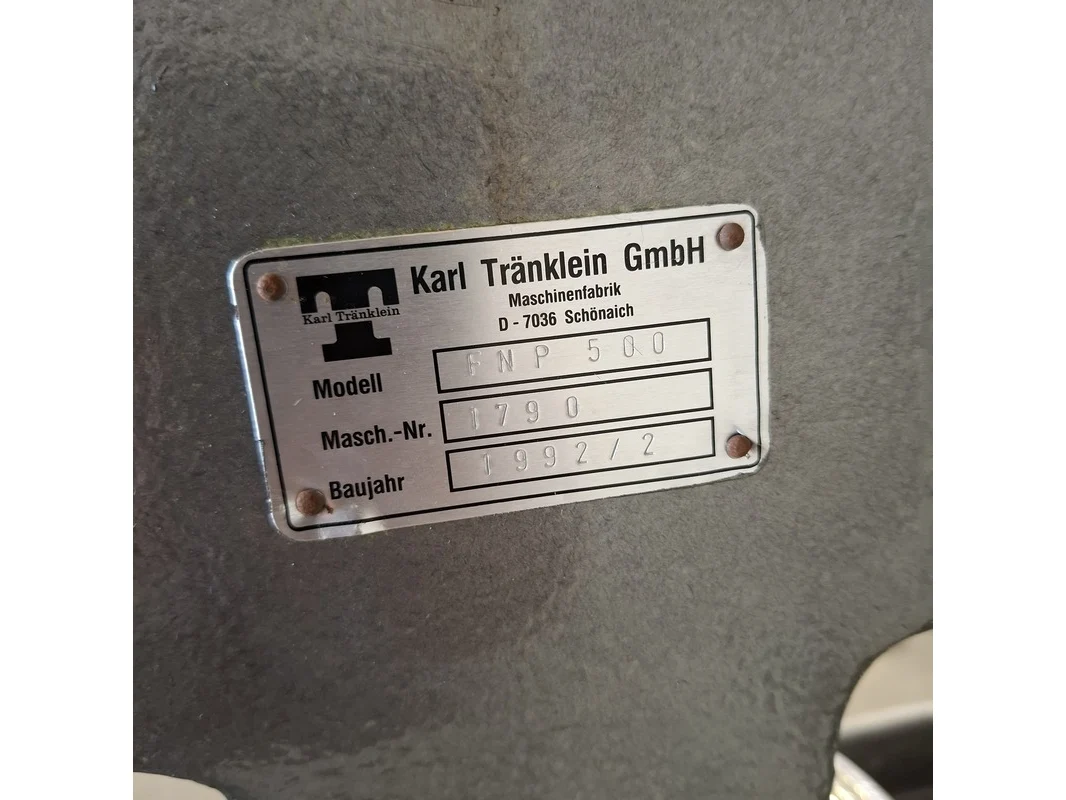 Karl Tränklein GmbH
Karl Tränklein
Maschinenfabrik
D - 7036 Schönaich
Modell FNP 500
Masch.-Nr. 1790
Baujahr 1992/2